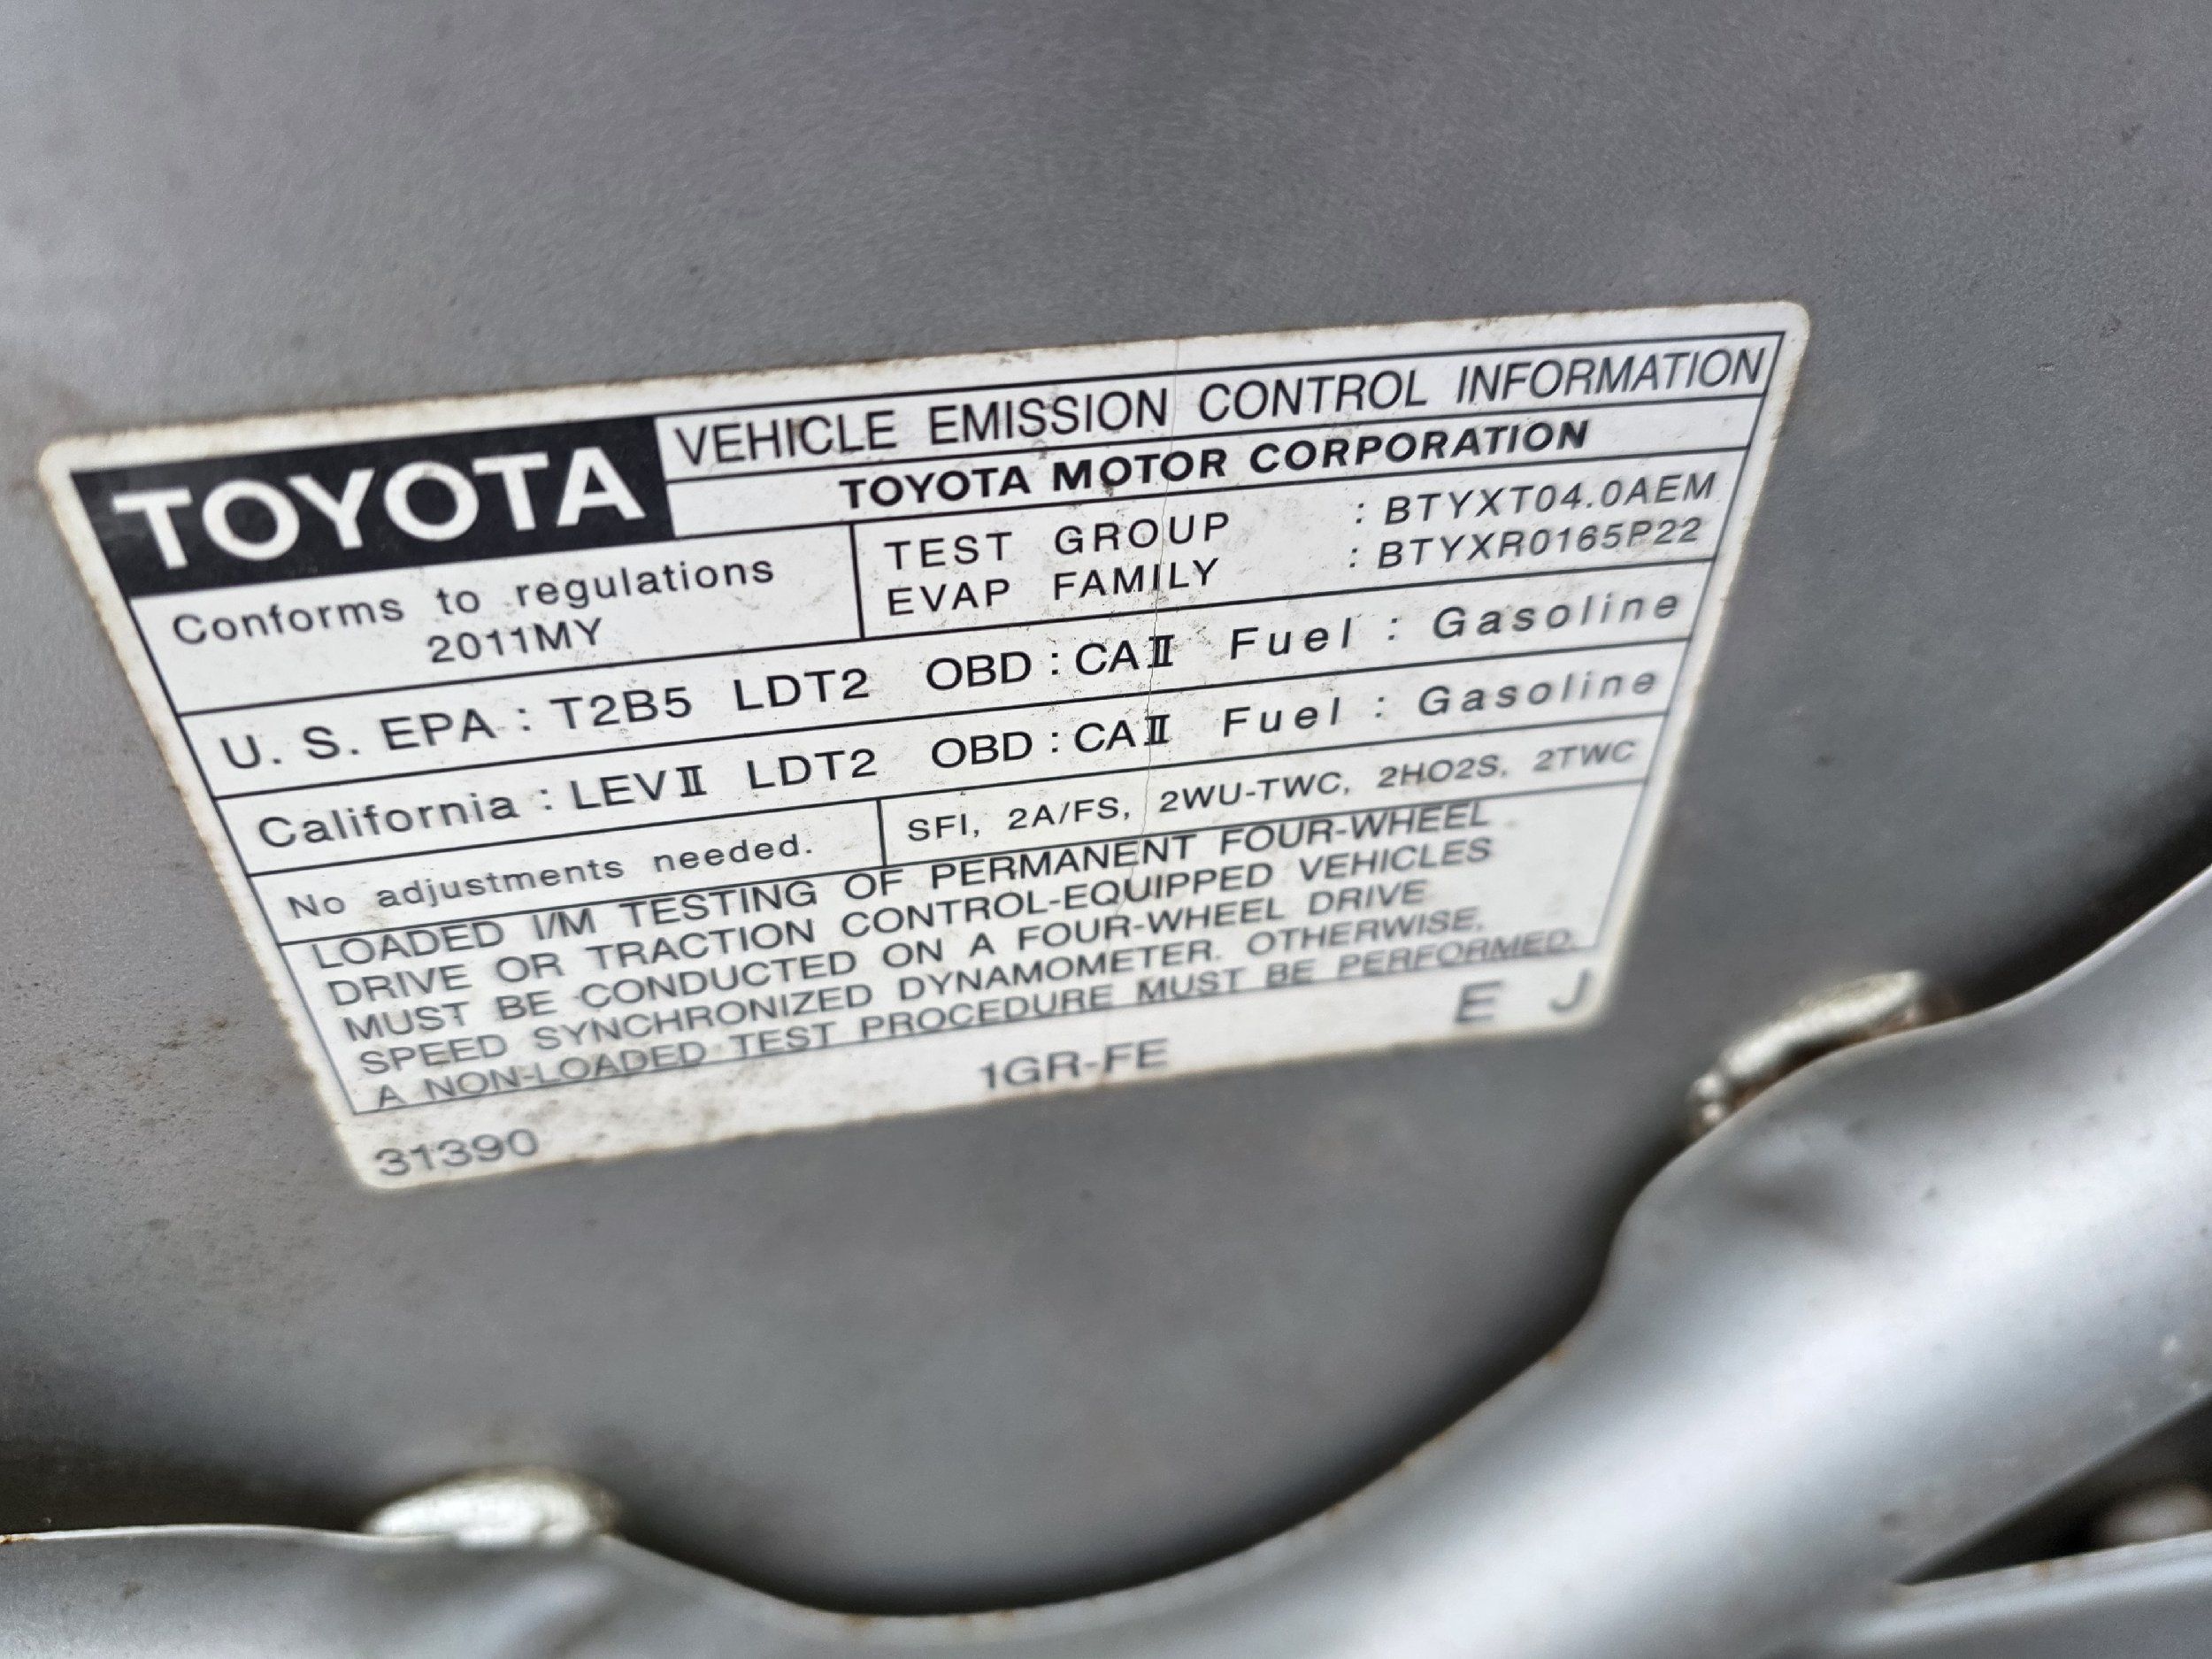 TOYOTA VEHICLE EMISSION CONTROL INFORMATION
TOYOTA MOTOR CORPORATION
Conforms to regulations
2011MY
TEST GROUP : BTYXT04.0AEM
EVAP FAMILY : BTYXR0165P22
U. S. EPA : T2B5 LDT2 OBD : CAⅡ Fuel : Gasoline
California : LEVⅡ LDT2 OBD : CAⅡ Fuel : Gasoline
No adjustments needed.
SFI, 2A/FS, 2WU-TWC, 2HO2S, 2TWC
LOADED I/M TESTING OF PERMANENT FOUR-WHEEL
DRIVE OR TRACTION CONTROL-EQUIPPED VEHICLES
MUST BE CONDUCTED ON A FOUR-WHEEL DRIVE
SPEED SYNCHRONIZED DYNAMOMETER. OTHERWISE,
A NON-LOADED TEST PROCEDURE MUST BE PERFORMED.
31390 1GR-FE E J